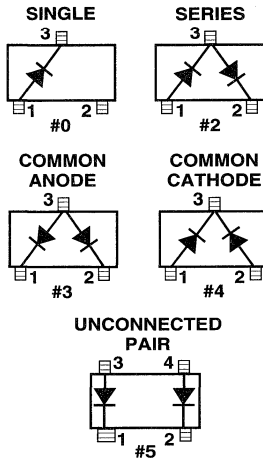 SINGLE
3
1 2
#0
SERIES
3
1 2
#2
COMMON
ANODE
3
1 2
#3
COMMON
CATHODE
3
1 2
#4
UNCONNECTED
PAIR
3 4
1 2
#5